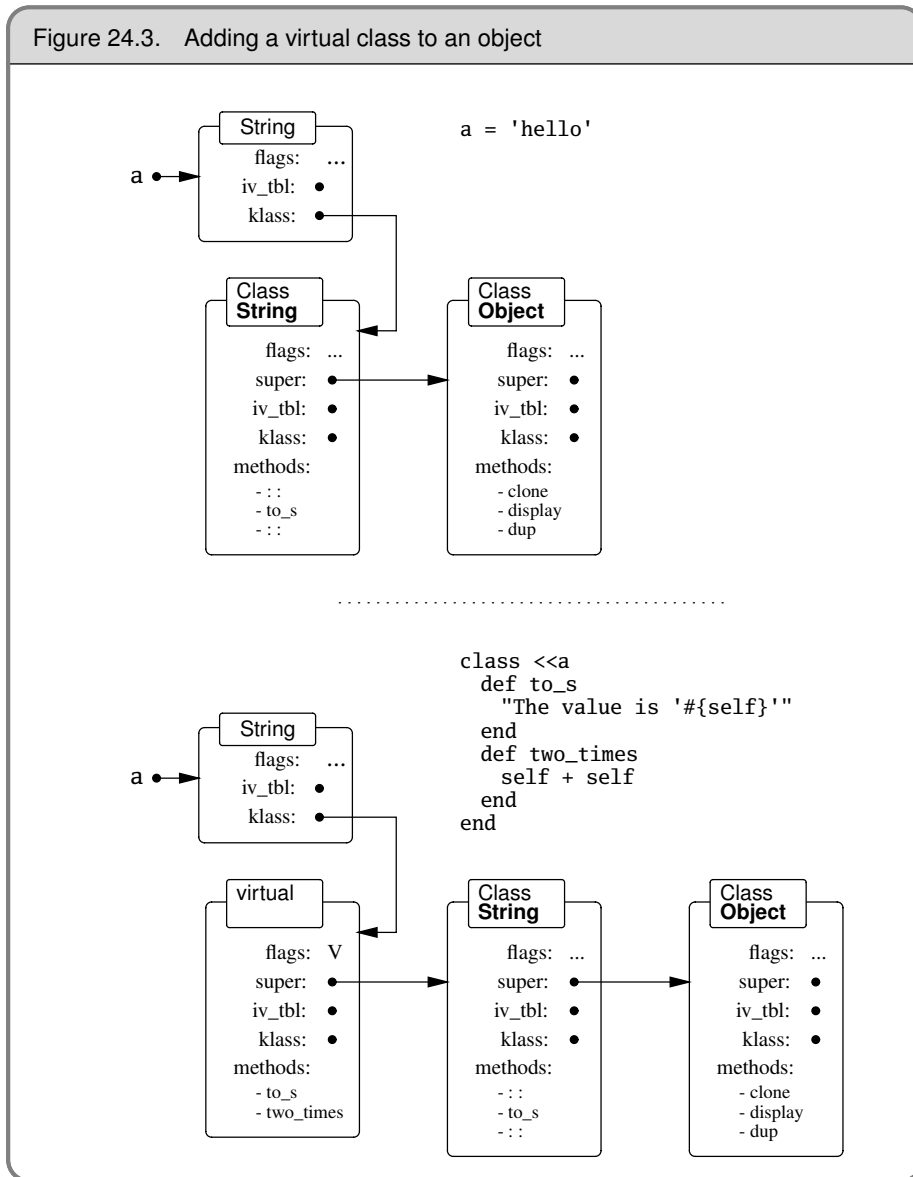 Figure 24.3. Adding a virtual class to an object
String
a = 'hello'
flags: ...
a
iv_tbl:
klass:
Class
String
Class
Object
flags: ...
flags: ...
super:
super:
iv_tbl:
iv_tbl:
klass:
klass:
methods:
methods:
- : :
- clone
- to_s
- display
- : :
- dup
class <<a
def to_s
"The value is '#{self}'"
end
def two_times
self + self
end
end
String
flags: ...
a
iv_tbl:
klass:
virtual
Class
String
Class
Object
flags: V
flags: ...
flags: ...
super:
super:
super:
iv_tbl:
iv_tbl:
iv_tbl:
klass:
klass:
klass:
methods:
methods:
methods:
- to_s
- : :
- clone
- two_times
- to_s
- display
- : :
- dup